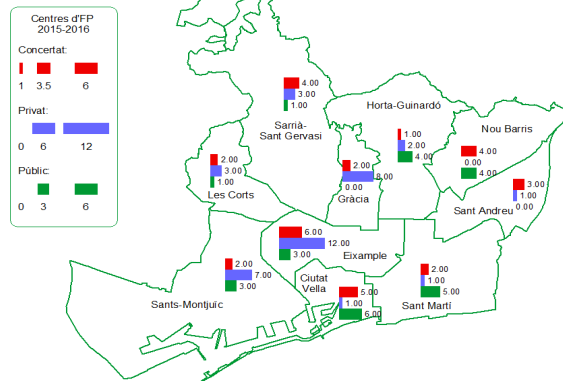 Centres d'FP
2015-2016
Concertat:
1 3.5 6
Privat:
0 6 12
Públic:
0 3 6
4.00
3.00
1.00
Sarrià-
Sant Gervasi
Horta-Guinardó
1.00
2.00
4.00
Nou Barris
4.00
0.00
4.00
2.00
3.00
1.00
Les Corts
2.00
8.00
0.00
Gràcia
3.00
1.00
0.00
Sant Andreu
6.00
12.00
3.00
Eixample
2.00
7.00
3.00
Sants-Montjuïc
Ciutat
Vella
5.00
1.00
6.00
2.00
1.00
5.00
Sant Martí